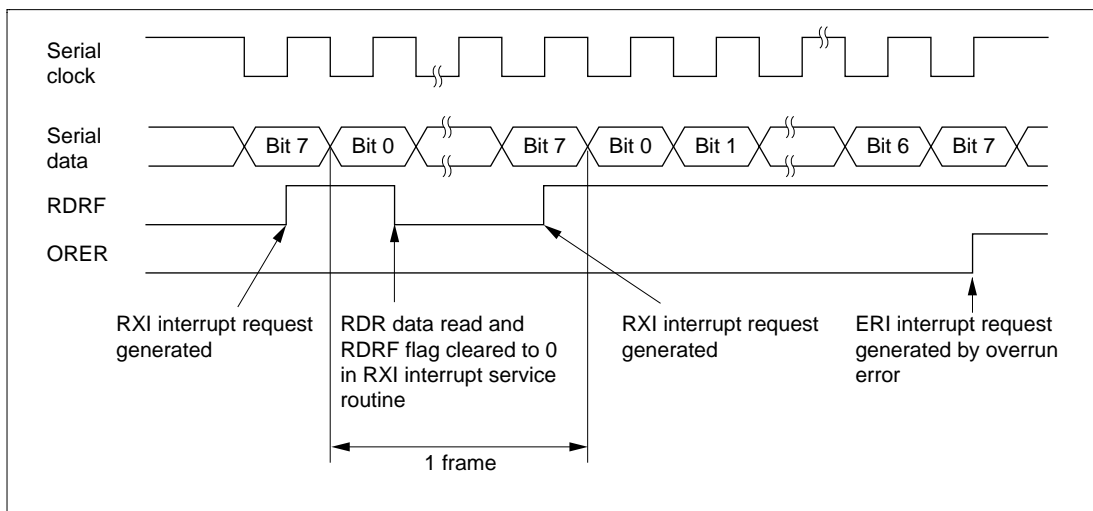 Serial
clock
Serial
data
Bit 7
Bit 0
Bit 7
Bit 0
Bit 1
Bit 6
Bit 7
RDRF
ORER
RXI interrupt request
generated
RDR data read and
RDRF flag cleared to 0
in RXI interrupt service
routine
RXI interrupt request
generated
ERI interrupt request
generated by overrun
error
1 frame